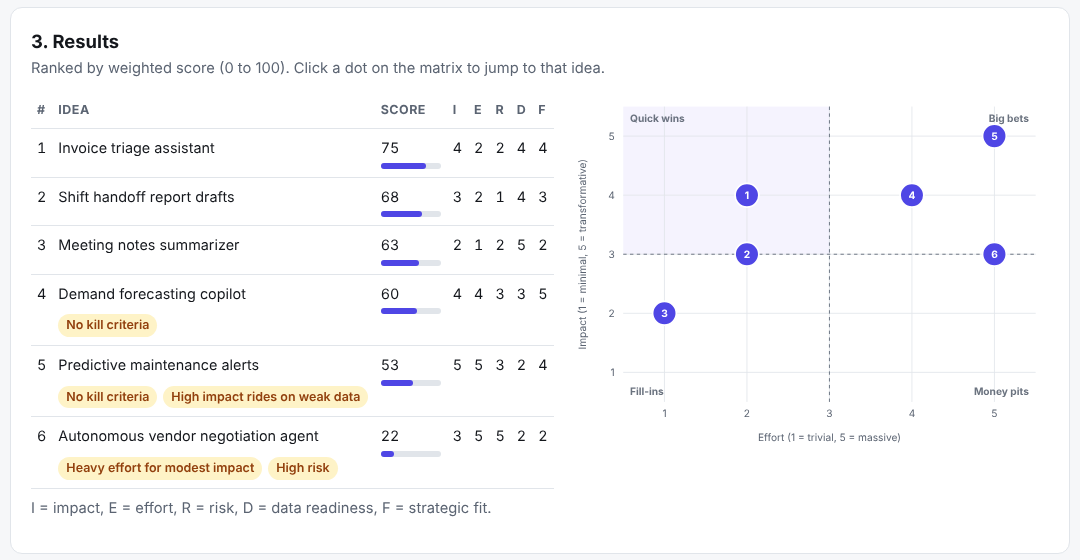 3. Results
Ranked by weighted score (0 to 100). Click a dot on the matrix to jump to that idea.
# IDEA SCORE I E R D F
1 Invoice triage assistant 75 4 2 2 4 4
2 Shift handoff report drafts 68 3 2 1 4 3
3 Meeting notes summarizer 63 2 1 2 5 2
4 Demand forecasting copilot 60 4 4 3 3 5
No kill criteria
5 Predictive maintenance alerts 53 5 5 3 2 4
No kill criteria High impact rides on weak data
6 Autonomous vendor negotiation agent 22 3 5 5 2 2
Heavy effort for modest impact High risk
I = impact, E = effort, R = risk, D = data readiness, F = strategic fit.
Quick wins Big bets
5 5
4 1 4
3 2 6
2 3
1
Fill-ins Money pits
1 2 3 4 5
Impact (1 = minimal, 5 = transformative)
Effort (1 = trivial, 5 = massive)